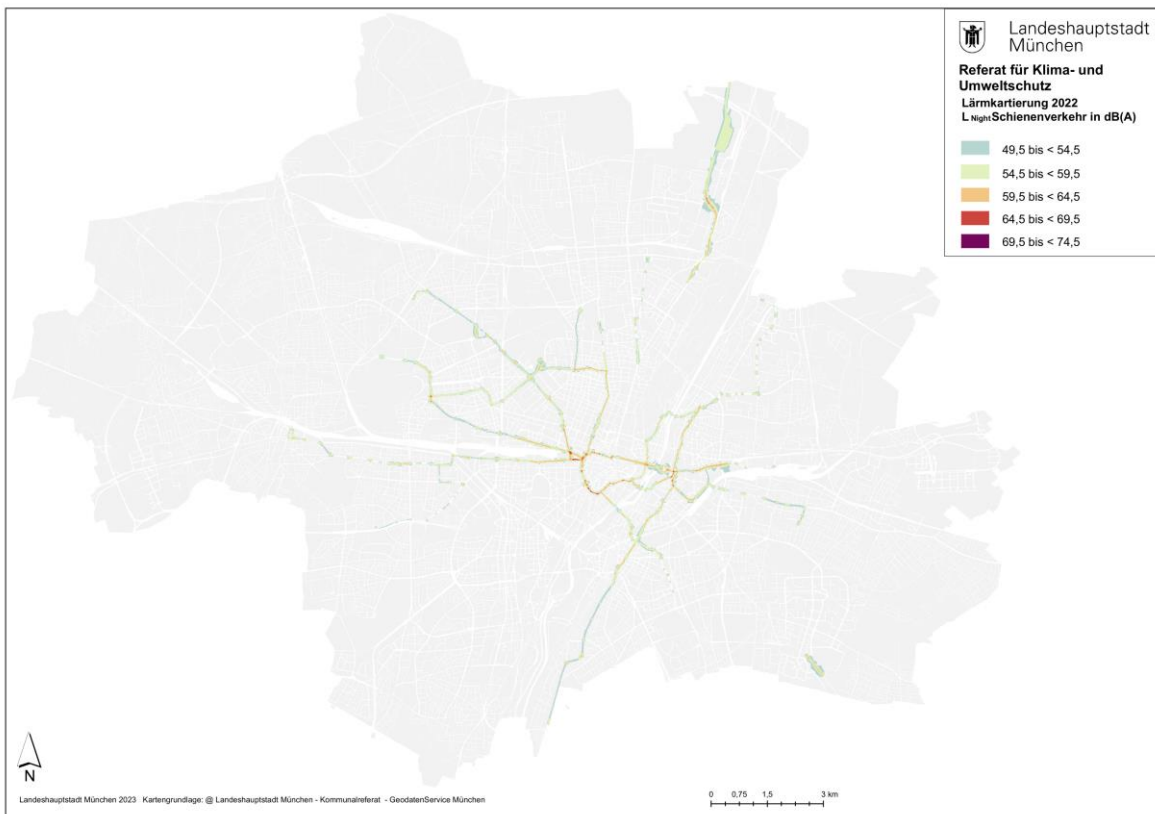 Landeshauptstadt
München
Referat für Klima- und
Umweltschutz
Lärmkartierung 2022
L Night Schienenverkehr in dB(A)
49,5 bis < 54,5
54,5 bis < 59,5
59,5 bis < 64,5
64,5 bis < 69,5
69,5 bis < 74,5
N
Landeshauptstadt München 2023 Kartengrundlage: @ Landeshauptstadt München - Kommunalreferat - GeodatenService München
0 0,75 1,5 3 km